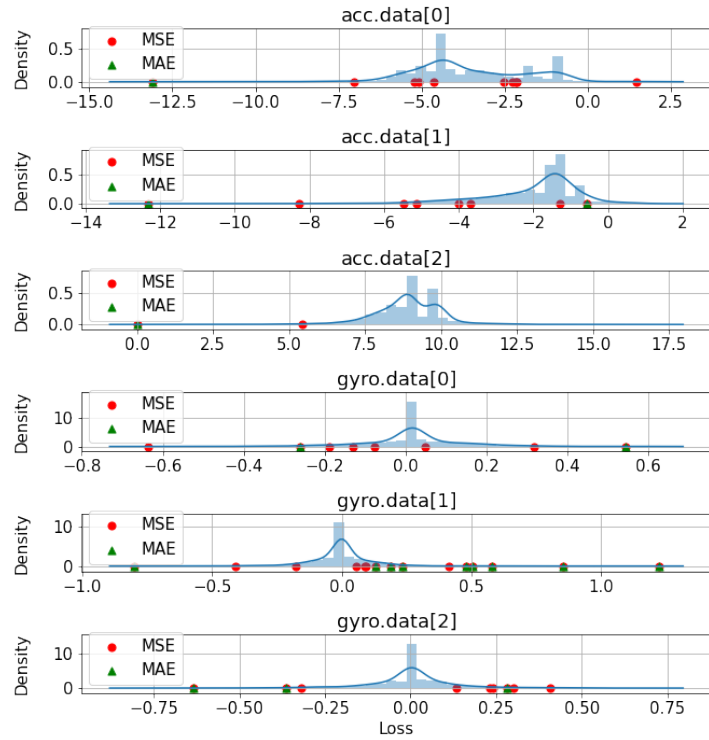 acc.data[0]
Density
0.5
0.0
MSE
MAE
−15.0 −12.5 −10.0 −7.5 −5.0 −2.5 0.0 2.5
acc.data[1]
Density
0.5
0.0
MSE
MAE
−14 −12 −10 −8 −6 −4 −2 0 2
acc.data[2]
Density
0.5
0.0
MSE
MAE
0.0 2.5 5.0 7.5 10.0 12.5 15.0 17.5
gyro.data[0]
Density
10
0
MSE
MAE
−0.8 −0.6 −0.4 −0.2 0.0 0.2 0.4 0.6
gyro.data[1]
Density
10
0
MSE
MAE
−1.0 −0.5 0.0 0.5 1.0
gyro.data[2]
Density
10
0
MSE
MAE
−0.75 −0.50 −0.25 0.00 0.25 0.50 0.75
Loss